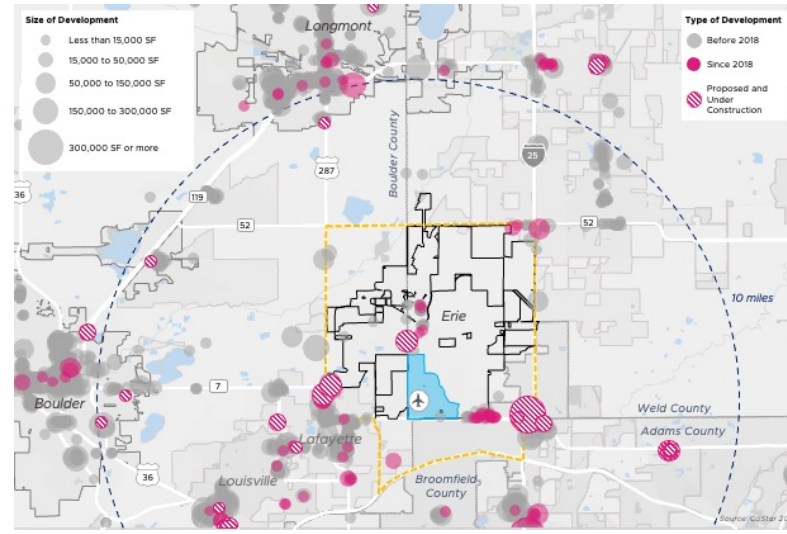 Size of Development
Less than 15,000 SF
15,000 to 50,000 SF
50,000 to 150,000 SF
150,000 to 300,000 SF
300,000 SF or more
Type of Development
Before 2018
Since 2018
Proposed and
Under
Construction
Longmont
Boulder County
25
287
36
119
52
52
10 miles
Erie
7
Boulder
Weld County
Adams County
Lafayette
36
Louisville
Broomfield
County
Source: CoStar